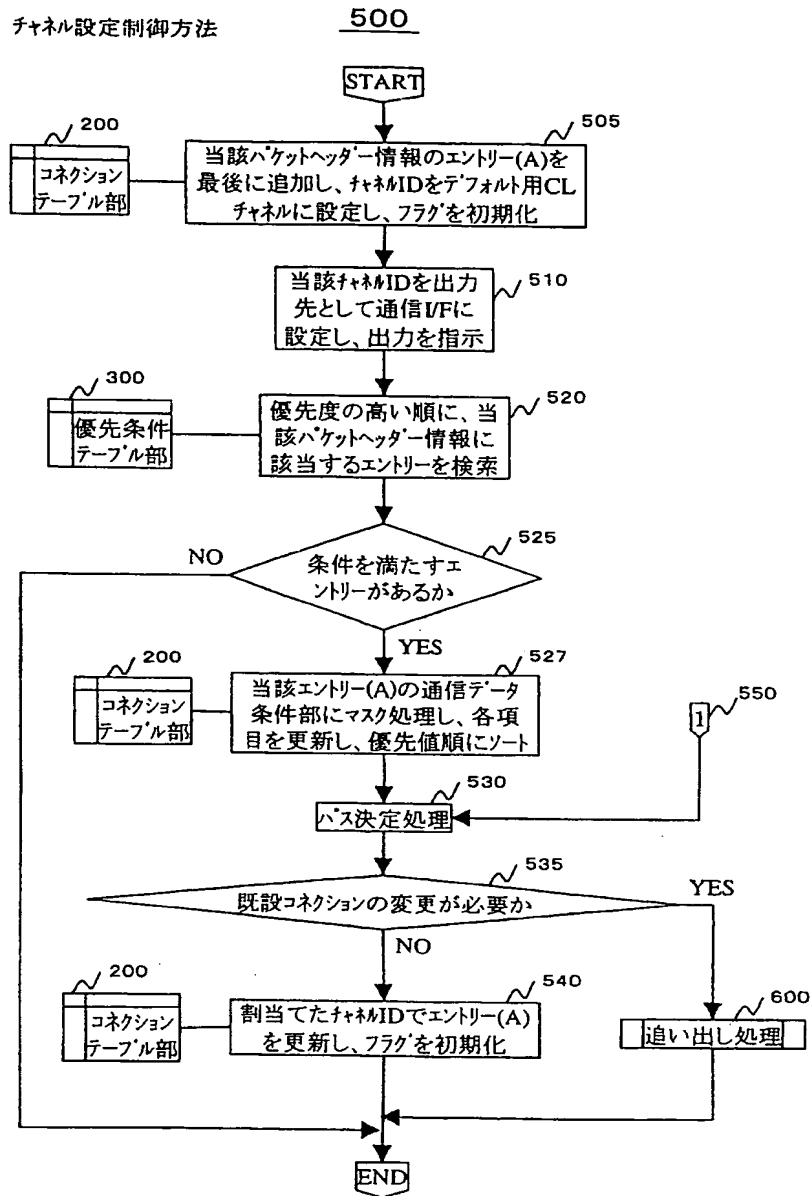 チャネル設定制御方法
500
START
200
コネクション
テーブル部
505
当該パケットヘッダー情報のエントリー(A)を
最後に追加し、チャネルIDをデフォルト用CL
チャネルに設定し、フラグを初期化
510
当該チャネルIDを出力
先として通信I/Fに
設定し、出力を指示
300
優先条件
テーブル部
520
優先度の高い順に、当
該パケットヘッダー情報に
該当するエントリーを検索
525
NO
条件を満たすエ
ントリーがあるか
YES
200
コネクション
テーブル部
527
当該エントリー(A)の通信データ
条件部にマスク処理し、各項
目を更新し、優先値順にソート
550
1
530
パス決定処理
535
YES
既設コネクションの変更が必要か
NO
200
コネクション
テーブル部
540
割当てたチャネルIDでエントリー(A)
を更新し、フラグを初期化
600
追い出し処理
END